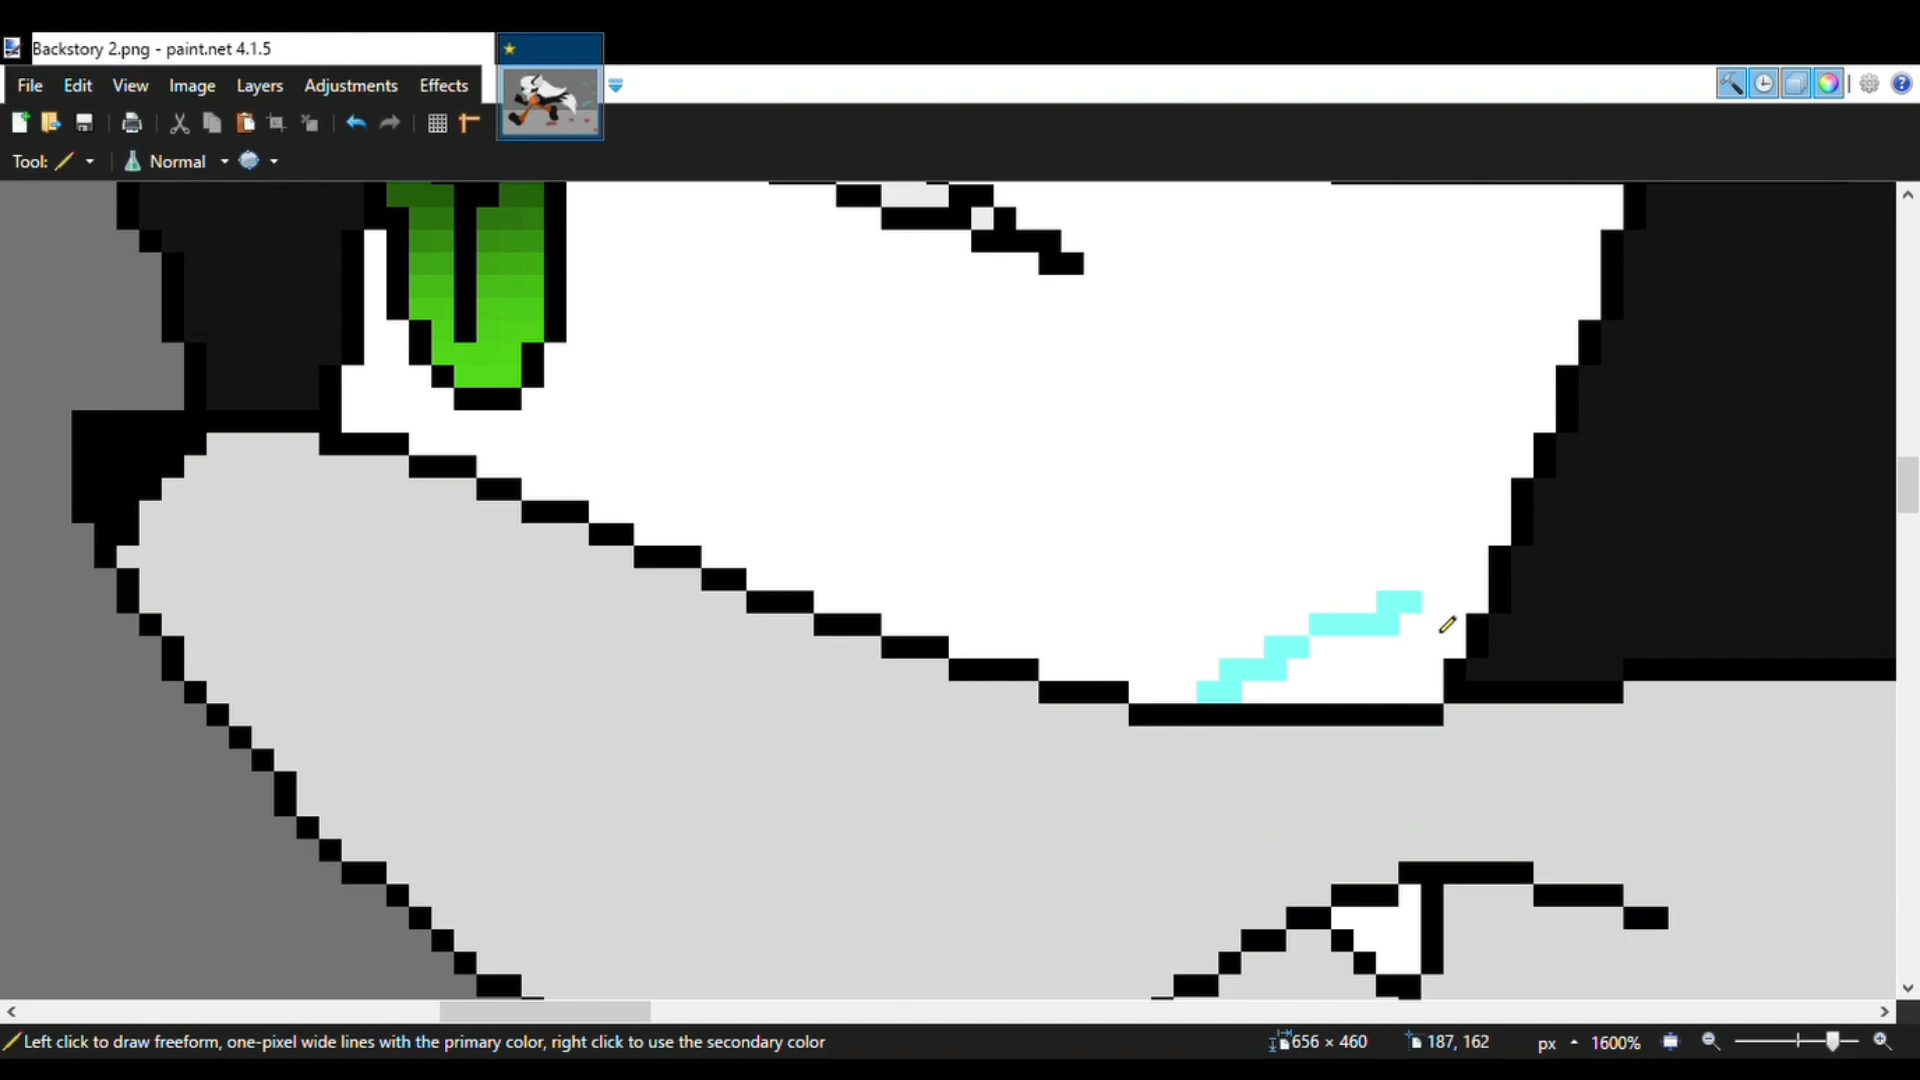 Backstory 2.png - paint.net 4.1.5
File Edit View Image Layers Adjustments Effects
Tool: Normal
Left click to draw freeform, one-pixel wide lines with the primary color, right click to use the secondary color 656 × 460 187, 162 px 1600%